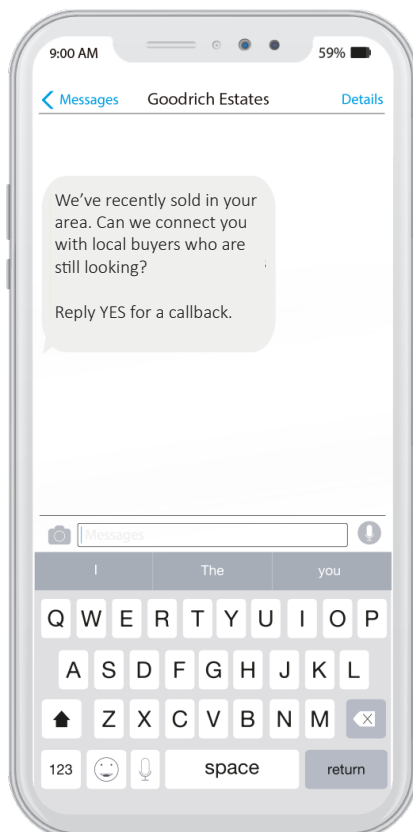 9:00 AM 59%
Messages Goodrich Estates Details
We've recently sold in your
area. Can we connect you
with local buyers who are
still looking?
Reply YES for a callback.
Messages
I The you
Q W E R T Y U I O P
A S D F G H J K L
Z X C V B N M
123 space return